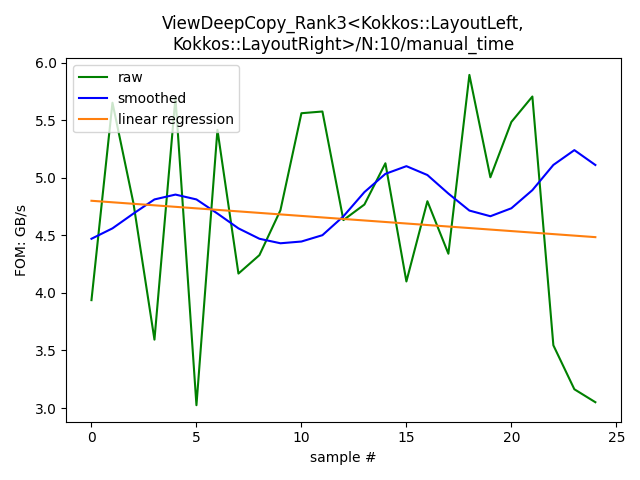 ViewDeepCopy_Rank3<Kokkos::LayoutLeft,
Kokkos::LayoutRight>/N:10/manual_time
raw
smoothed
linear regression
FOM: GB/s
6.0
5.5
5.0
4.5
4.0
3.5
3.0
0 5 10 15 20 25
sample #